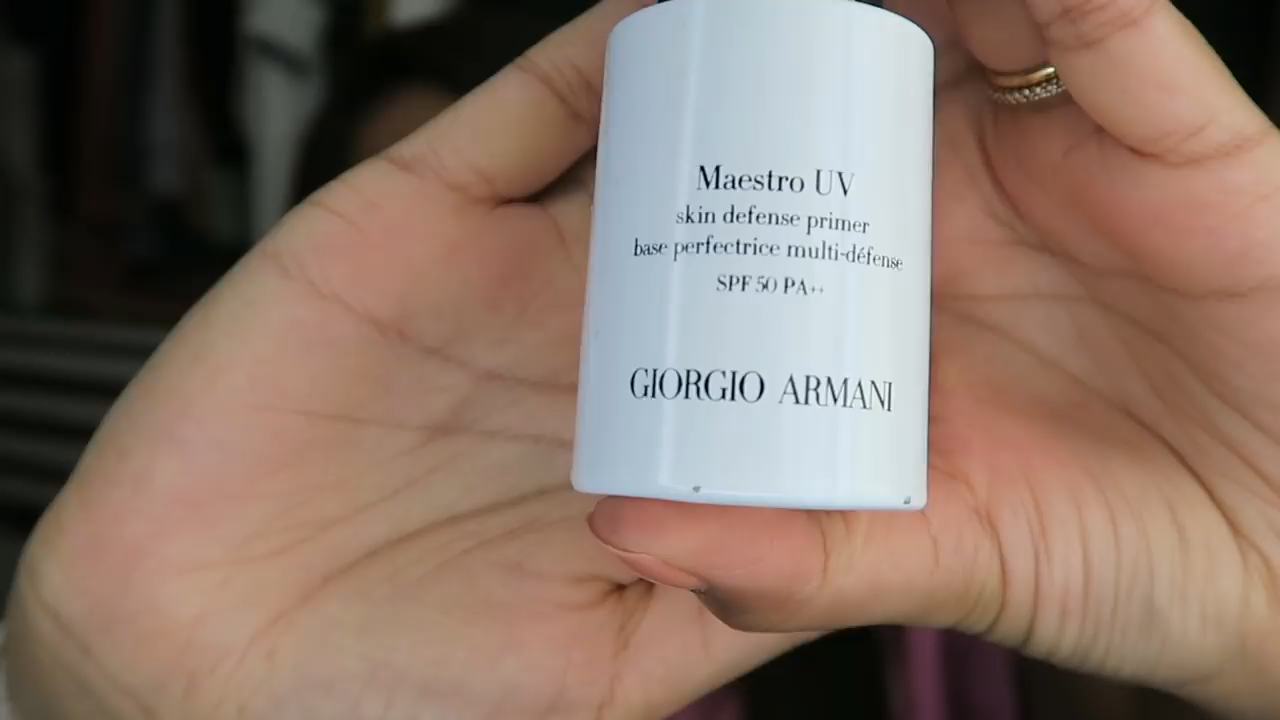 Maestro UV
skin defense primer
base perfectrice multi-défense
SPF 50 PA++
GIORGIO ARMANI